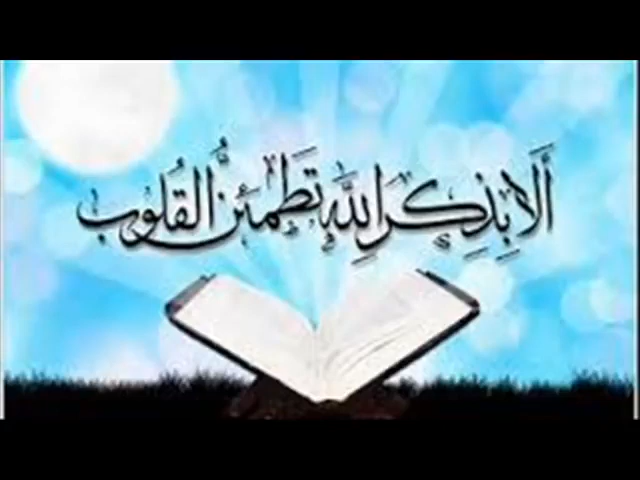 أَلَا بِذِكْرِ اللَّهِ تَطْمَئِنُّ الْقُلُوبُ